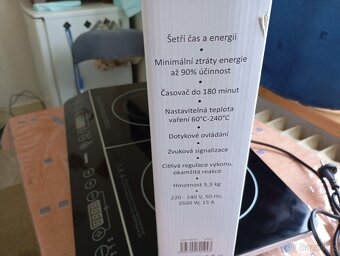 Šetří čas a energii
•
Minimální ztráty energie
až 90% účinnost
•
Časovač do 180 minut
•
Nastavitelná teplota
vaření 60°C-240°C
•
Dotykové ovládání
•
Zvuková signalizace
•
Citlivá regulace výkonu,
okamžitá reakce
•
Hmotnost 5,3 kg
•
220 - 240 V, 50 Hz,
3500 W, 15 A